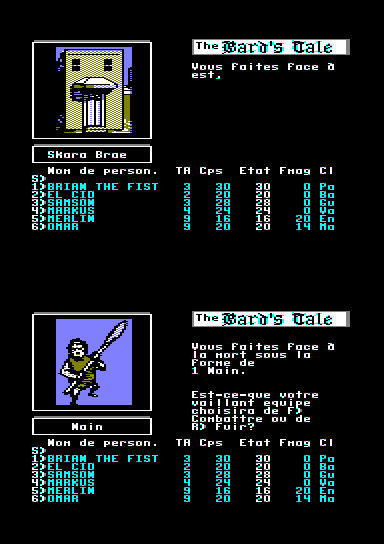 The Bard's Tale
Vous faites face à
est,
Skara Brae
Nom de person. TA Cps Etat Fmag Cl
S)
1)BRIAN THE FIST 3 30 30 0 Pa
2)EL CID 2 20 20 0 Ba
3)SAMSON 3 28 28 0 Gu
4)MARKUS 4 24 24 0 Va
5)MERLIN 9 16 16 20 En
6)OMAR 9 20 20 14 Ma
The Bard's Tale
Vous faites face à
la mort sous la
forme de
1 Nain.
Est-ce-que votre
vaillant equipe
choisira de F)
Combattre ou de
R) Fuir?
Nain
Nom de person. TA Cps Etat Fmag Cl
S)
1)BRIAN THE FIST 3 30 30 0 Pa
2)EL CID 2 20 20 0 Ba
3)SAMSON 3 28 28 0 Gu
4)MARKUS 4 24 24 0 Va
5)MERLIN 9 16 16 20 En
6)OMAR 9 20 20 14 Ma